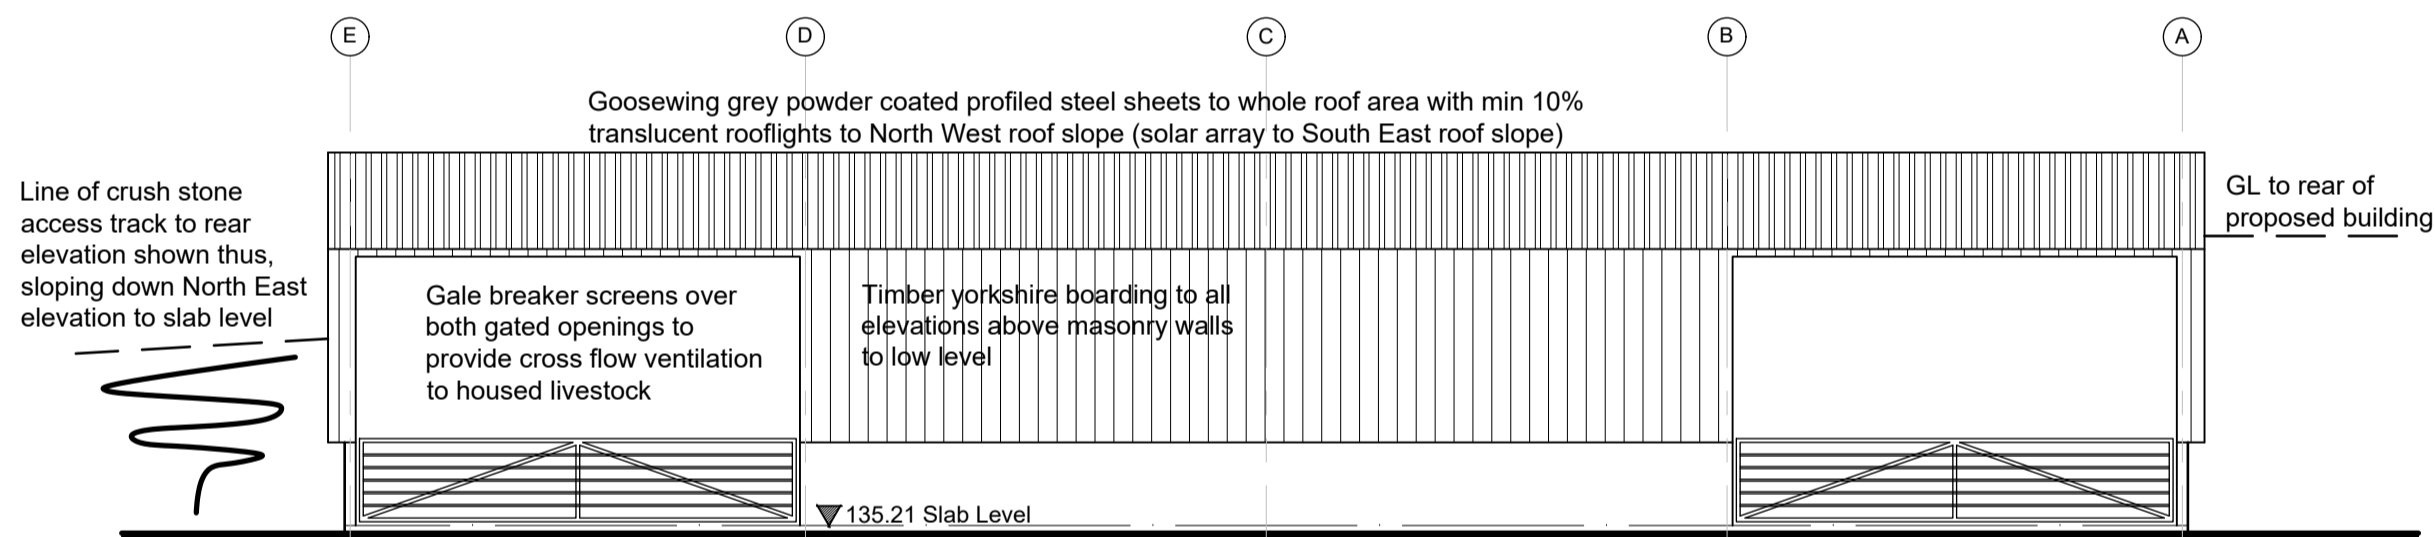 E
D
C
B
A
Goosewing grey powder coated profiled steel sheets to whole roof area with min 10%
translucent rooflights to North West roof slope (solar array to South East roof slope)
Line of crush stone
access track to rear
elevation shown thus,
sloping down North East
elevation to slab level
GL to rear of
proposed building
Gale breaker screens over
both gated openings to
provide cross flow ventilation
to housed livestock
Timber yorkshire boarding to all
elevations above masonry walls
to low level
135.21 Slab Level